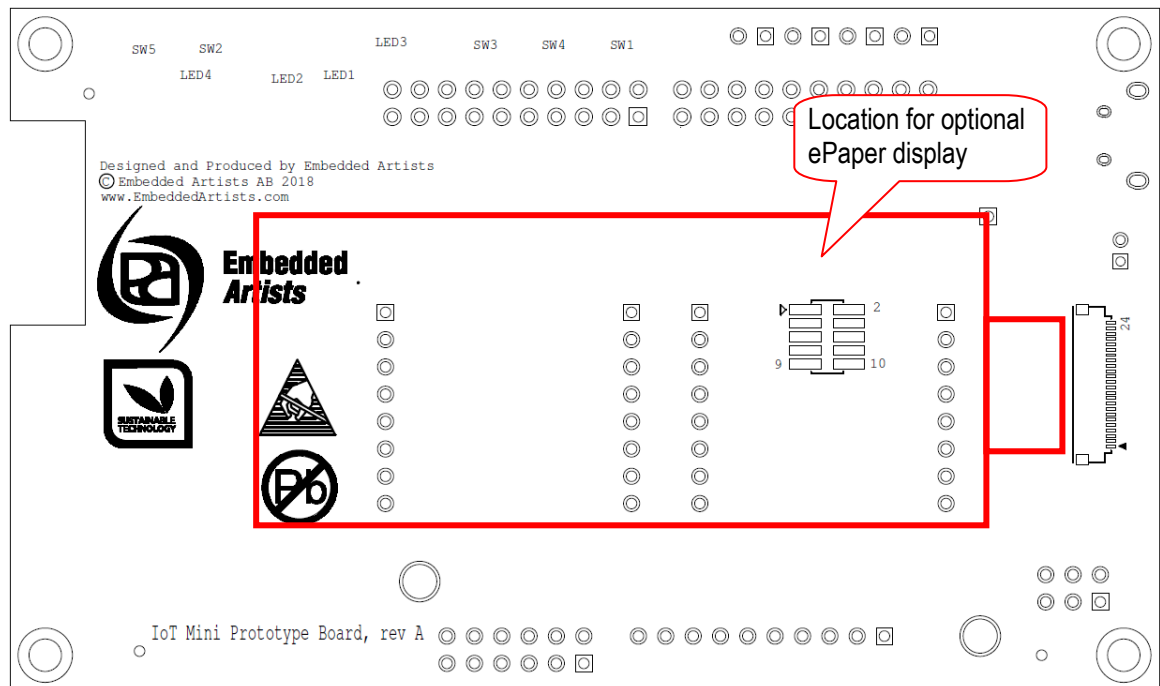 SW5 SW2 LED3 SW3 SW4 SW1
LED4 LED2 LED1
Location for optional
ePaper display
Designed and Produced by Embedded Artists
© Embedded Artists AB 2018
www.EmbeddedArtists.com
Embedded
Artists
2
9 10
24
SUSTAINABLE
TECHNOLOGY
Pb
IoT Mini Prototype Board, rev A